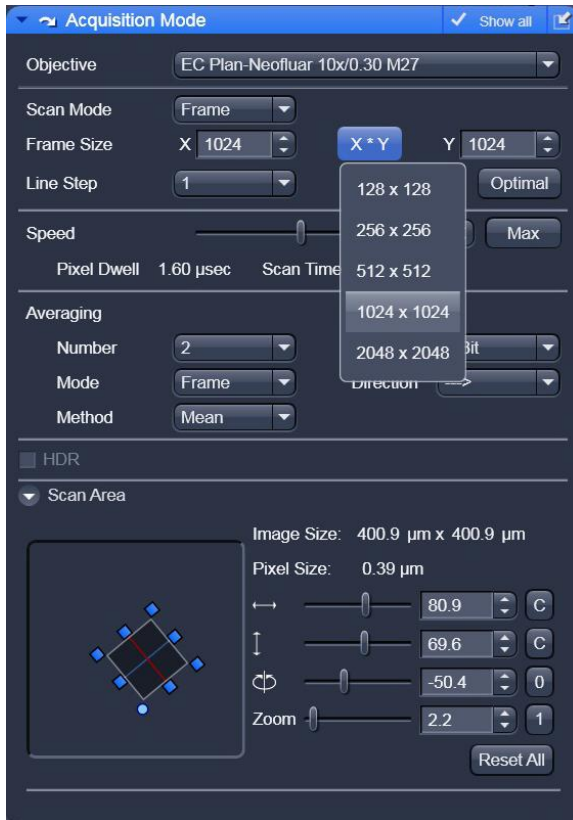 Acquisition Mode Show all
Objective EC Plan-Neofluar 10x/0.30 M27
Scan Mode Frame
Frame Size X 1024 X * Y Y 1024
Line Step 1 Optimal
128 x 128
256 x 256
512 x 512
1024 x 1024
2048 x 2048
Speed Max
Pixel Dwell 1.60 µsec Scan Time
Averaging
Number 2 Bit
Mode Frame Direction --->
Method Mean
HDR
Scan Area
Image Size: 400.9 µm x 400.9 µm
Pixel Size: 0.39 µm
80.9 C
69.6 C
-50.4 0
Zoom 2.2 1
Reset All